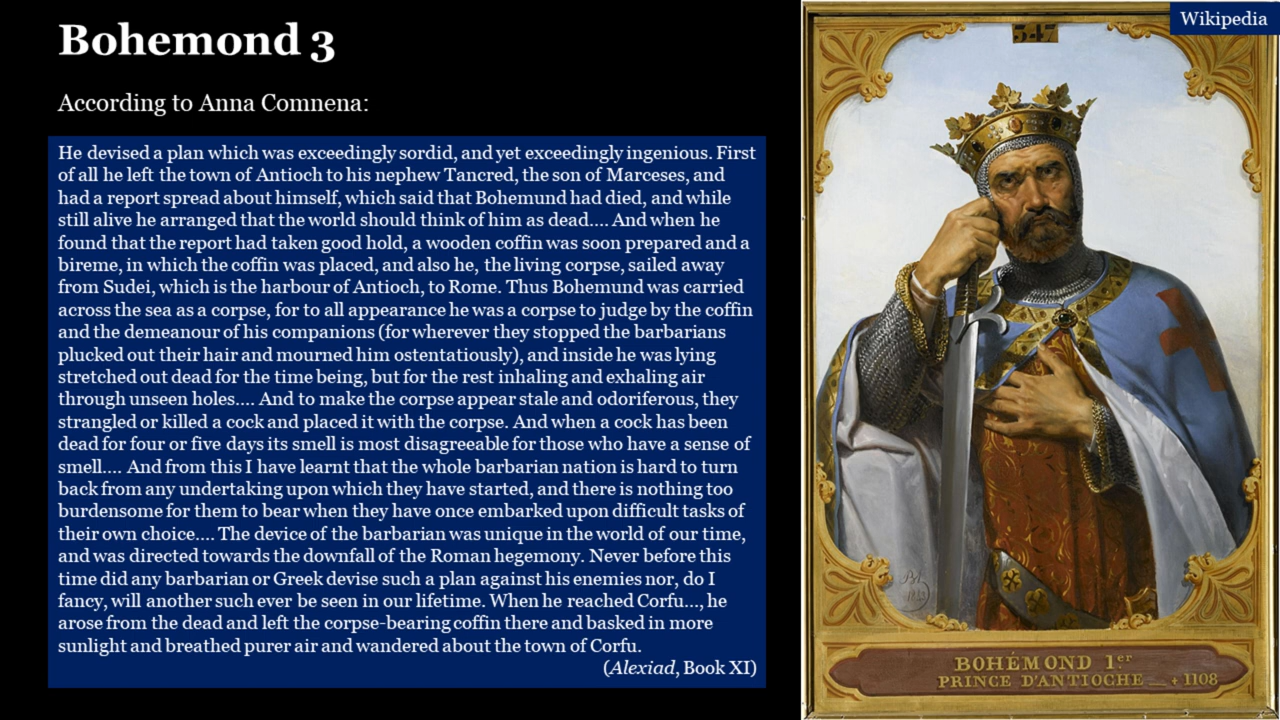 Bohemond 3
According to Anna Comnena:
He devised a plan which was exceedingly sordid, and yet exceedingly ingenious. First
of all he left the town of Antioch to his nephew Tancred, the son of Marceses, and
had a report spread about himself, which said that Bohemund had died, and while
still alive he arranged that the world should think of him as dead.... And when he
found that the report had taken good hold, a wooden coffin was soon prepared and a
bireme, in which the coffin was placed, and also he, the living corpse, sailed away
from Sudei, which is the harbour of Antioch, to Rome. Thus Bohemund was carried
across the sea as a corpse, for to all appearance he was a corpse to judge by the coffin
and the demeanour of his companions (for wherever they stopped the barbarians
plucked out their hair and mourned him ostentatiously), and inside he was lying
stretched out dead for the time being, but for the rest inhaling and exhaling air
through unseen holes.... And to make the corpse appear stale and odoriferous, they
strangled or killed a cock and placed it with the corpse. And when a cock has been
dead for four or five days its smell is most disagreeable for those who have a sense of
smell.... And from this I have learnt that the whole barbarian nation is hard to turn
back from any undertaking upon which they have started, and there is nothing too
burdensome for them to bear when they have once embarked upon difficult tasks of
their own choice.... The device of the barbarian was unique in the world of our time,
and was directed towards the downfall of the Roman hegemony. Never before this
time did any barbarian or Greek devise such a plan against his enemies nor, do I
fancy, will another such ever be seen in our lifetime. When he reached Corfu..., he
arose from the dead and left the corpse-bearing coffin there and basked in more
sunlight and breathed purer air and wandered about the town of Corfu.
(Alexiad, Book XI)
Wikipedia
347
BOHÉMOND 1er
PRINCE D'ANTIOCHE — + 1108